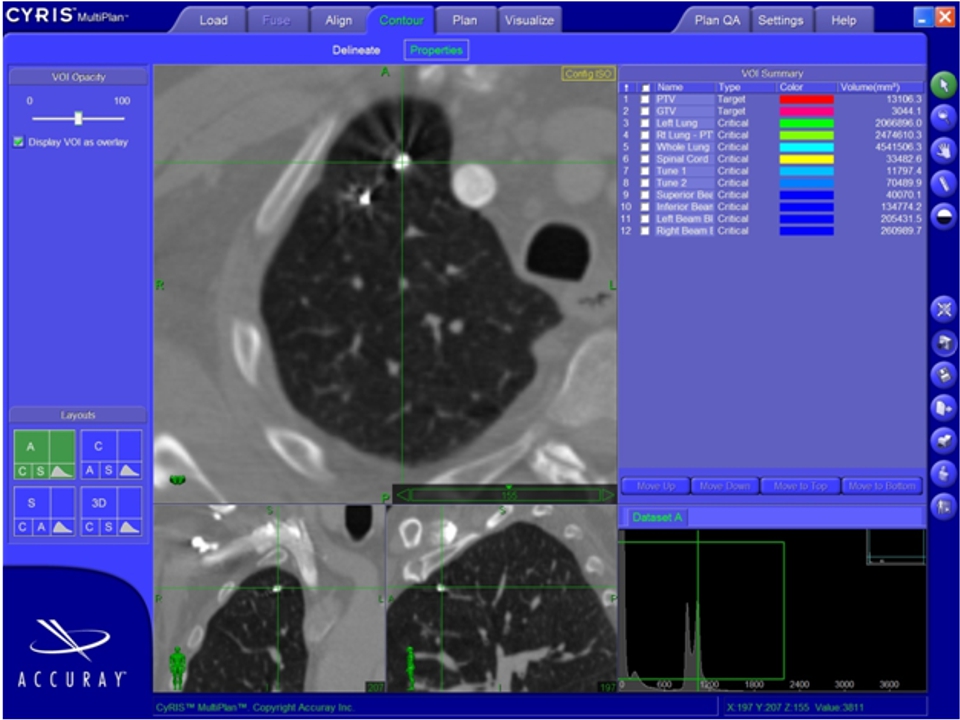 CYRIS™ MultiPlan™ Load Fuse Align Contour Plan Visualize Plan QA Settings Help
Delineate Properties
VOI Opacity
0 100
Display VOI as overlay
Layouts
A C
C S A S
S 3D
C A C S
ACCURAY™
A
Config ISO
R L
P
155
S
R L
207
S
A P
197
VOI Summary
! Name Type Color Volume(mm³)
1 PTV Target 13106.3
2 GTV Target 3044.1
3 Left Lung Critical 2066896.0
4 Rt Lung - PT Critical 2474610.3
5 Whole Lung Critical 4541506.3
6 Spinal Cord Critical 33482.6
7 Tune 1 Critical 11797.4
8 Tune 2 Critical 70489.9
9 Superior Bea Critical 40070.1
10 Inferior Bean Critical 134774.2
11 Left Beam Bl Critical 205431.5
12 Right Beam Critical 260989.7
Move Up Move Down Move to Top Move to Bottom
Dataset A
0 600 1200 1800 2400 3000 3600
CyRIS™ MultiPlan™. Copyright Accuray Inc. X:197 Y:207 Z:155 Value:3811